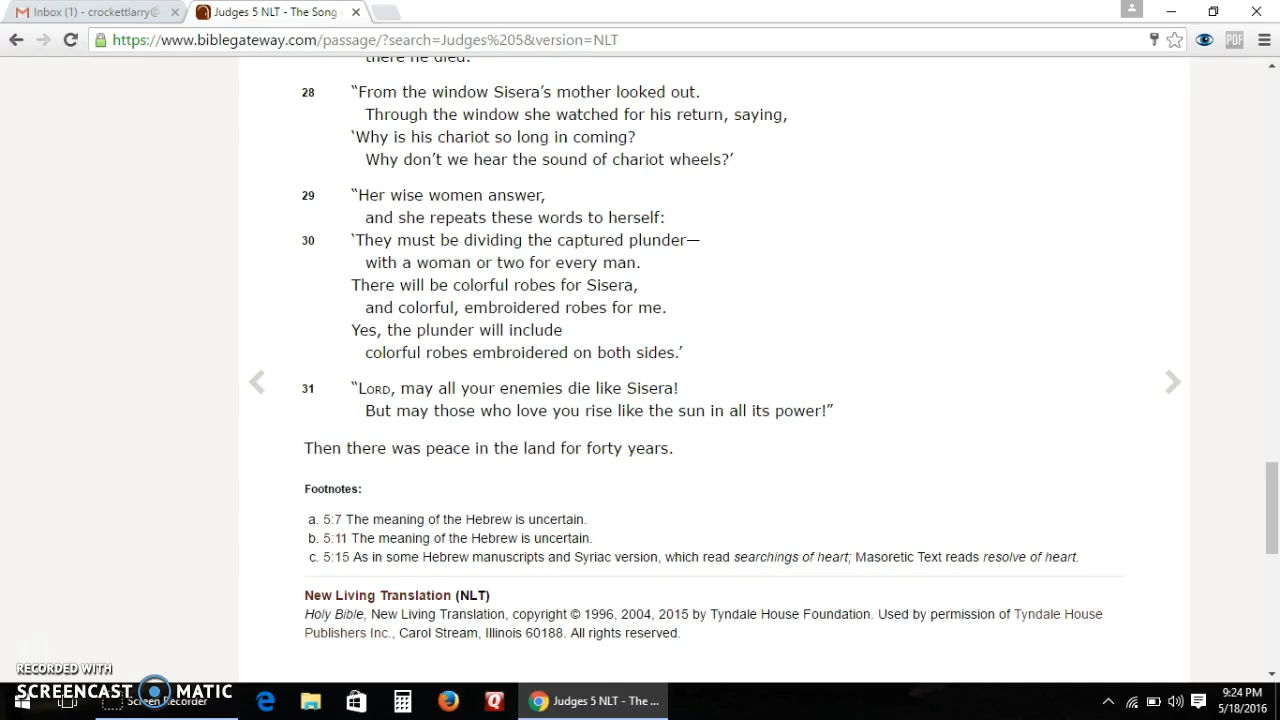 Inbox (1) - crockettlarry@
Judges 5 NLT - The Song
https://www.biblegateway.com/passage/?search=Judges%205&version=NLT
PDF
there he died.
28 “From the window Sisera’s mother looked out.
Through the window she watched for his return, saying,
‘Why is his chariot so long in coming?
Why don’t we hear the sound of chariot wheels?’
29 “Her wise women answer,
and she repeats these words to herself:
30 ‘They must be dividing the captured plunder—
with a woman or two for every man.
There will be colorful robes for Sisera,
and colorful, embroidered robes for me.
Yes, the plunder will include
colorful robes embroidered on both sides.’
31 “LORD, may all your enemies die like Sisera!
But may those who love you rise like the sun in all its power!”
Then there was peace in the land for forty years.
Footnotes:
a. 5:7 The meaning of the Hebrew is uncertain.
b. 5:11 The meaning of the Hebrew is uncertain.
c. 5:15 As in some Hebrew manuscripts and Syriac version, which read searchings of heart; Masoretic Text reads resolve of heart.
New Living Translation (NLT)
Holy Bible, New Living Translation, copyright © 1996, 2004, 2015 by Tyndale House Foundation. Used by permission of Tyndale House
Publishers Inc., Carol Stream, Illinois 60188. All rights reserved.
RECORDED WITH
SCREENCAST MATIC
Screen Recorder
Judges 5 NLT - The ...
9:24 PM
5/18/2016